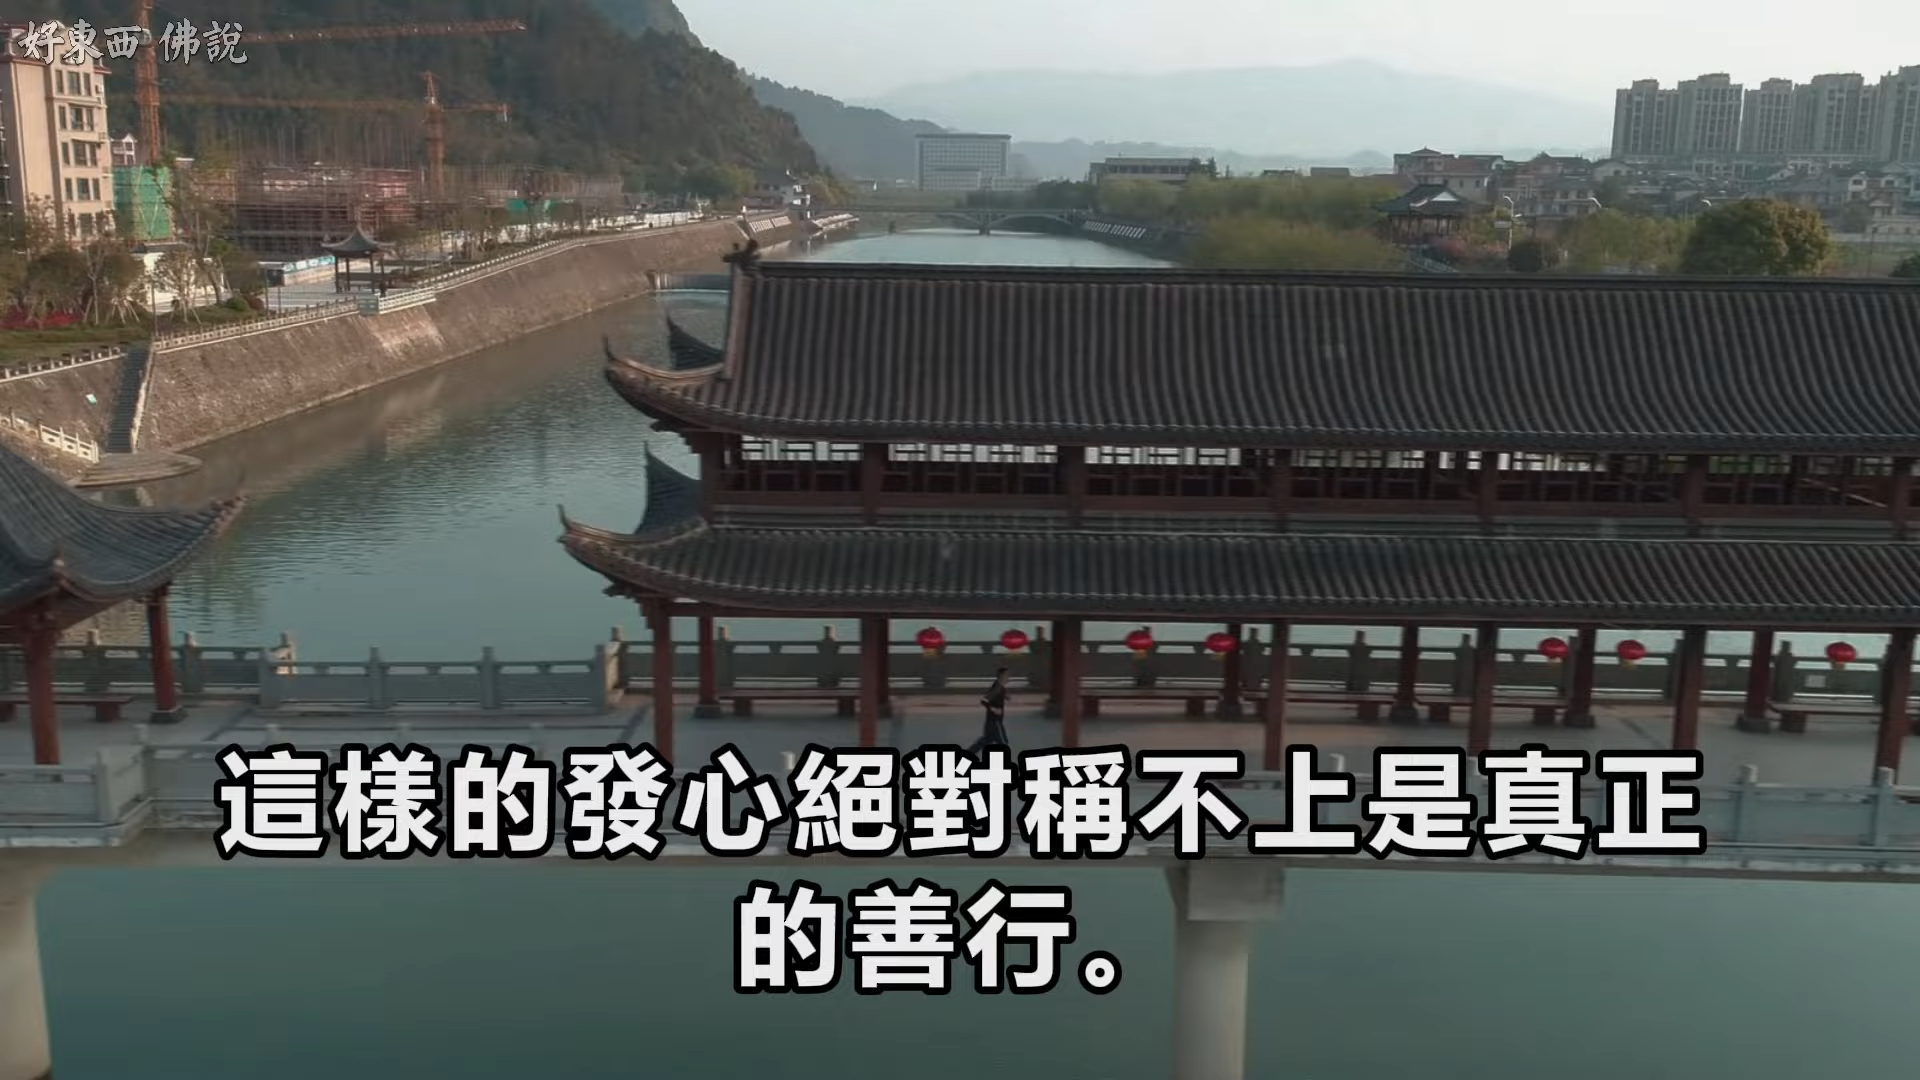 好東西 佛說
這樣的發心絕對稱不上是真正
的善行。